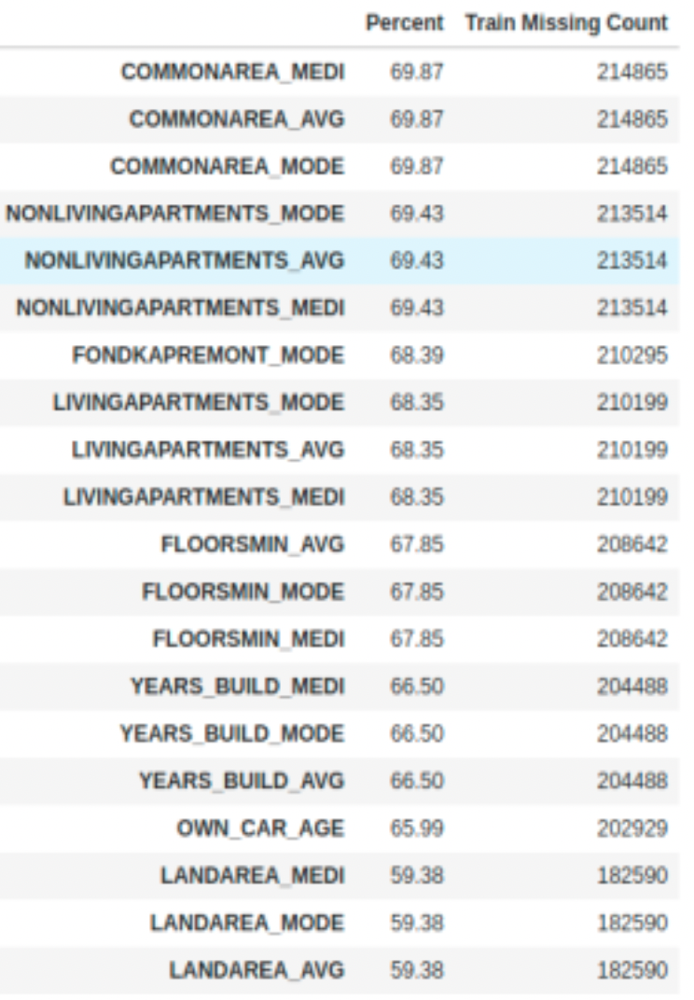 Percent Train Missing Count
COMMONAREA_MEDI 69.87 214865
COMMONAREA_AVG 69.87 214865
COMMONAREA_MODE 69.87 214865
NONLIVINGAPARTMENTS_MODE 69.43 213514
NONLIVINGAPARTMENTS_AVG 69.43 213514
NONLIVINGAPARTMENTS_MEDI 69.43 213514
FONDKAPREMONT_MODE 68.39 210295
LIVINGAPARTMENTS_MODE 68.35 210199
LIVINGAPARTMENTS_AVG 68.35 210199
LIVINGAPARTMENTS_MEDI 68.35 210199
FLOORSMIN_AVG 67.85 208642
FLOORSMIN_MODE 67.85 208642
FLOORSMIN_MEDI 67.85 208642
YEARS_BUILD_MEDI 66.50 204488
YEARS_BUILD_MODE 66.50 204488
YEARS_BUILD_AVG 66.50 204488
OWN_CAR_AGE 65.99 202929
LANDAREA_MEDI 59.38 182590
LANDAREA_MODE 59.38 182590
LANDAREA_AVG 59.38 182590